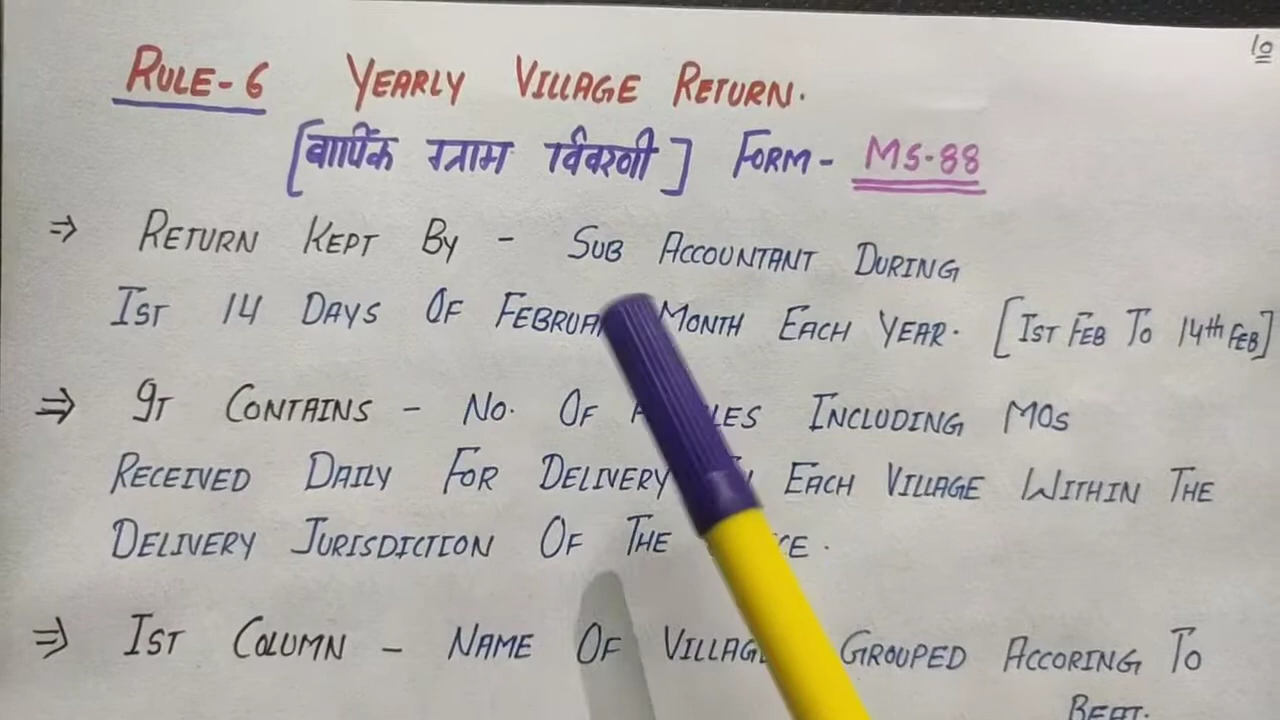 10
RULE-6 YEARLY VILLAGE RETURN.
[वार्षिक ग्राम विवरणी] FORM- MS-88
⇒ RETURN KEPT BY - SUB ACCOUNTANT DURING
IST 14 DAYS OF MONTH EACH YEAR. [IST FEB TO 14th FEB]
⇒ IT CONTAINS - NO. OF INCLUDING MOS
RECEIVED DAILY FOR DELIVERY EACH VILLAGE WITHIN THE
DELIVERY JURISDICTION OF THE
⇒ IST COLUMN - NAME OF GROUPED ACCORING TO
BEAT.